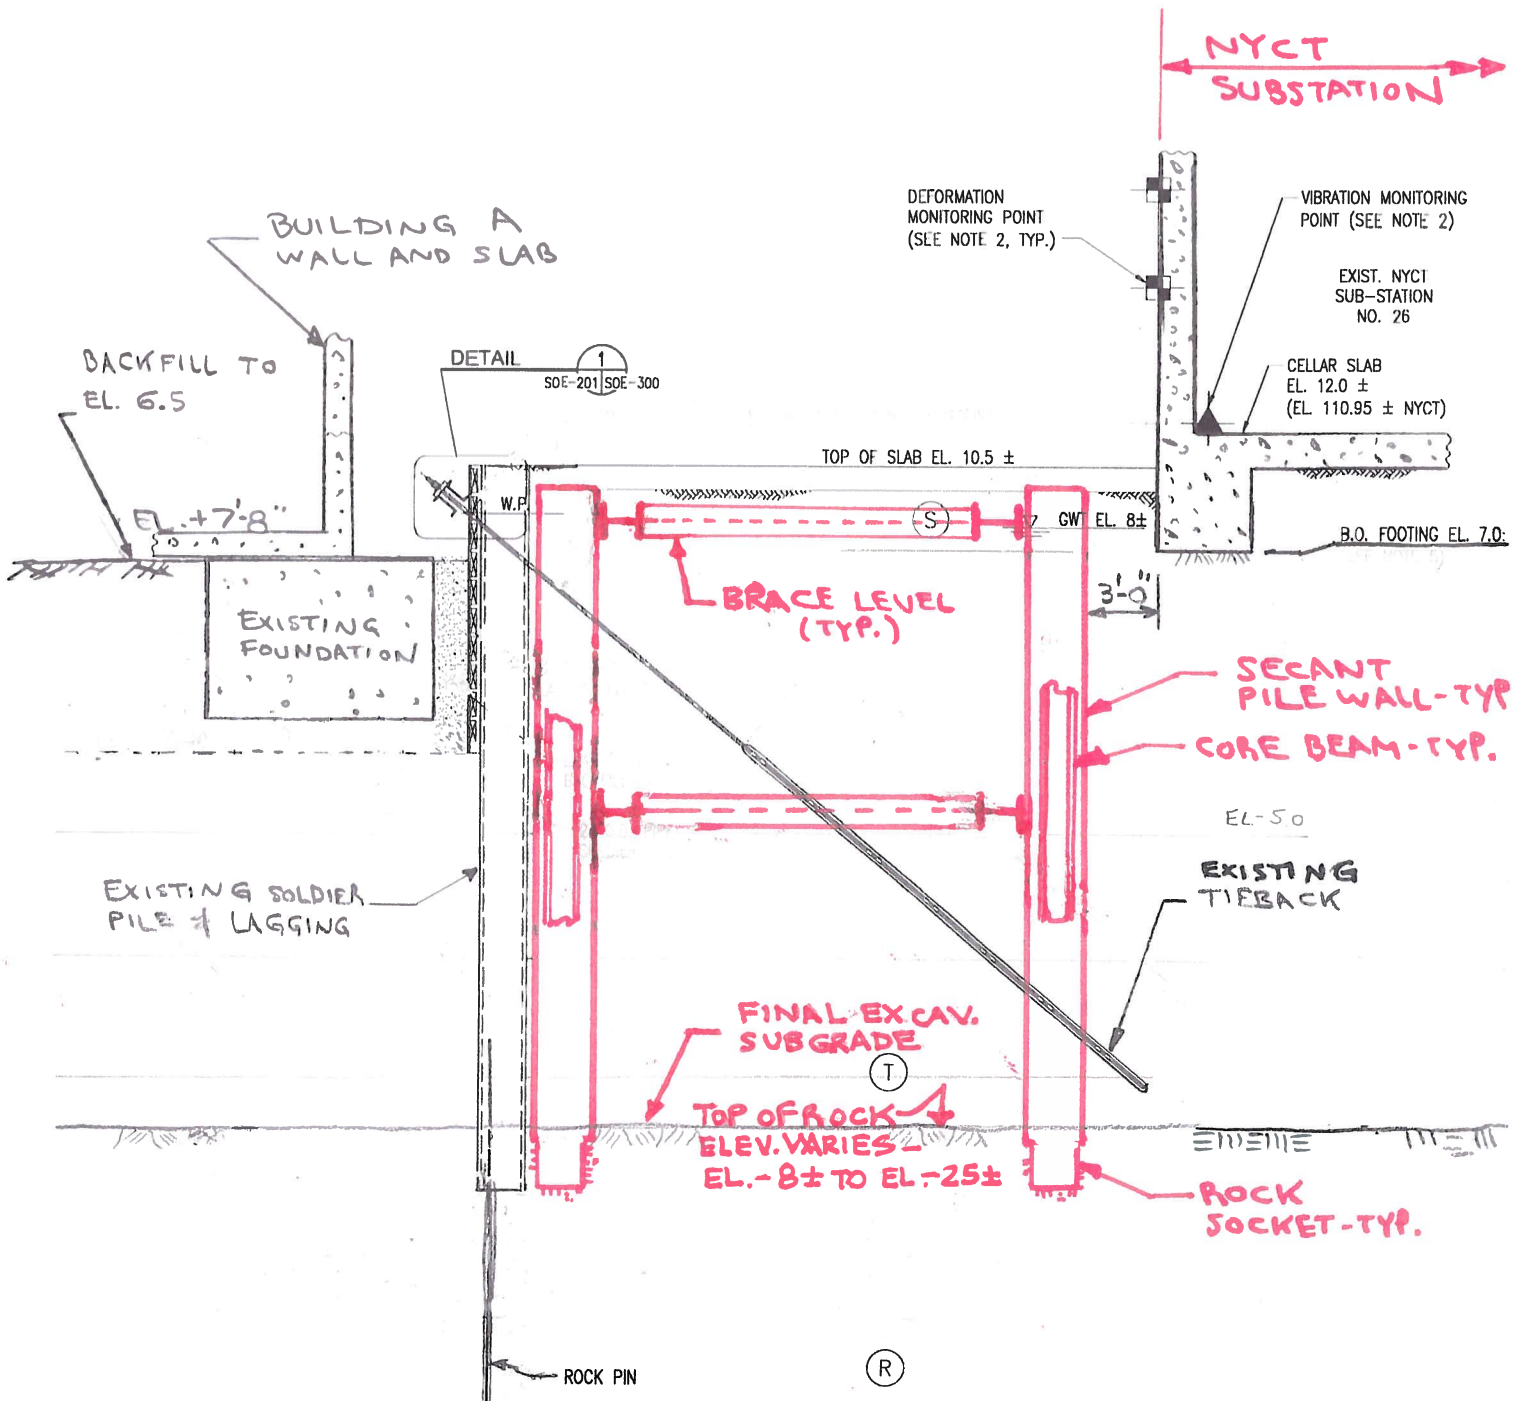 NYCT
SUBSTATION
DEFORMATION
MONITORING POINT
(SEE NOTE 2, TYP.)
VIBRATION MONITORING
POINT (SEE NOTE 2)
EXIST. NYCT
SUB-STATION
NO. 26
CELLAR SLAB
EL. 12.0 ±
(EL. 110.95 ± NYCT)
BUILDING A
WALL AND SLAB
BACKFILL TO
EL. 6.5
DETAIL
1
SOE-201 SOE-300
TOP OF SLAB EL. 10.5 ±
EL. +7'-8"
W.P.
S
GWT EL. 8±
B.O. FOOTING EL. 7.0±
EXISTING
FOUNDATION
BRACE LEVEL
(TYP.)
3'-0"
SECANT
PILE WALL-TYP
CORE BEAM-TYP.
EL-5.0
EXISTING
TIEBACK
EXISTING SOLDIER
PILE & LAGGING
FINAL EXCAV.
SUBGRADE
T
TOP OF ROCK
ELEV. VARIES-
EL.-8± TO EL.-25±
ROCK
SOCKET-TYP.
ROCK PIN
R